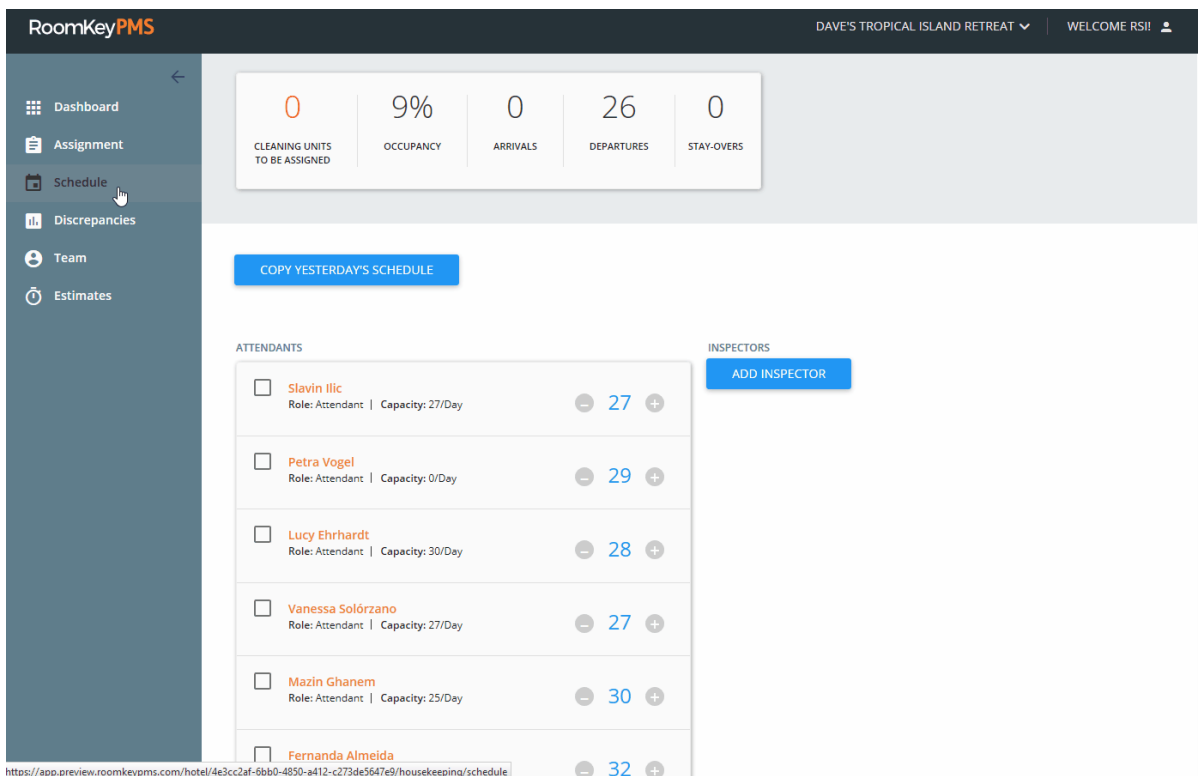 RoomKeyPMS
DAVE'S TROPICAL ISLAND RETREAT
WELCOME RSI!
Dashboard
Assignment
Schedule
Discrepancies
Team
Estimates
0
CLEANING UNITS
TO BE ASSIGNED
9%
OCCUPANCY
0
ARRIVALS
26
DEPARTURES
0
STAY-OVERS
COPY YESTERDAY'S SCHEDULE
ATTENDANTS
Slavin Ilic
Role: Attendant | Capacity: 27/Day
27
Petra Vogel
Role: Attendant | Capacity: 0/Day
29
Lucy Ehrhardt
Role: Attendant | Capacity: 30/Day
28
Vanessa Solórzano
Role: Attendant | Capacity: 27/Day
27
Mazin Ghanem
Role: Attendant | Capacity: 25/Day
30
Fernanda Almeida
32
INSPECTORS
ADD INSPECTOR
https://app.preview.roomkeypms.com/hotel/4e3cc2af-6bb0-4850-a412-c273de5647e9/housekeeping/schedule